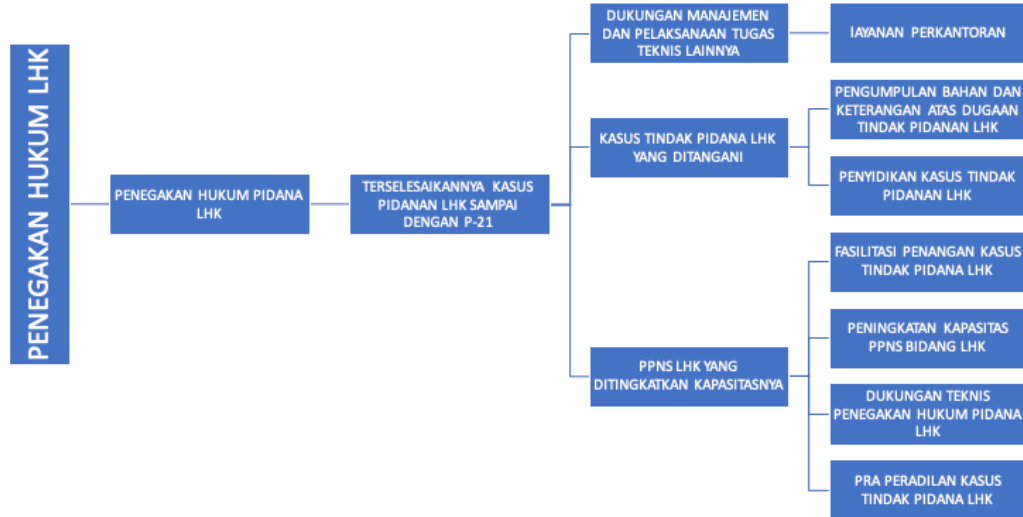 PENEGAKAN HUKUM LHK
PENEGAKAN HUKUM PIDANA
LHK
TERSELESAIKANNYA KASUS
PIDANAN LHK SAMPAI
DENGAN P-21
DUKUNGAN MANAJEMEN
DAN PELAKSANAAN TUGAS
TEKNIS LAINNYA
lAYANAN PERKANTORAN
KASUS TINDAK PIDANA LHK
YANG DITANGANI
PENGUMPULAN BAHAN DAN
KETERANGAN ATAS DUGAAN
TINDAK PIDANAN LHK
PENYIDIKAN KASUS TINDAK
PIDANAN LHK
PPNS LHK YANG
DITINGKATKAN KAPASITASNYA
FASILITASI PENANGAN KASUS
TINDAK PIDANA LHK
PENINGKATAN KAPASITAS
PPNS BIDANG LHK
DUKUNGAN TEKNIS
PENEGAKAN HUKUM PIDANA
LHK
PRA PERADILAN KASUS
TINDAK PIDANA LHK